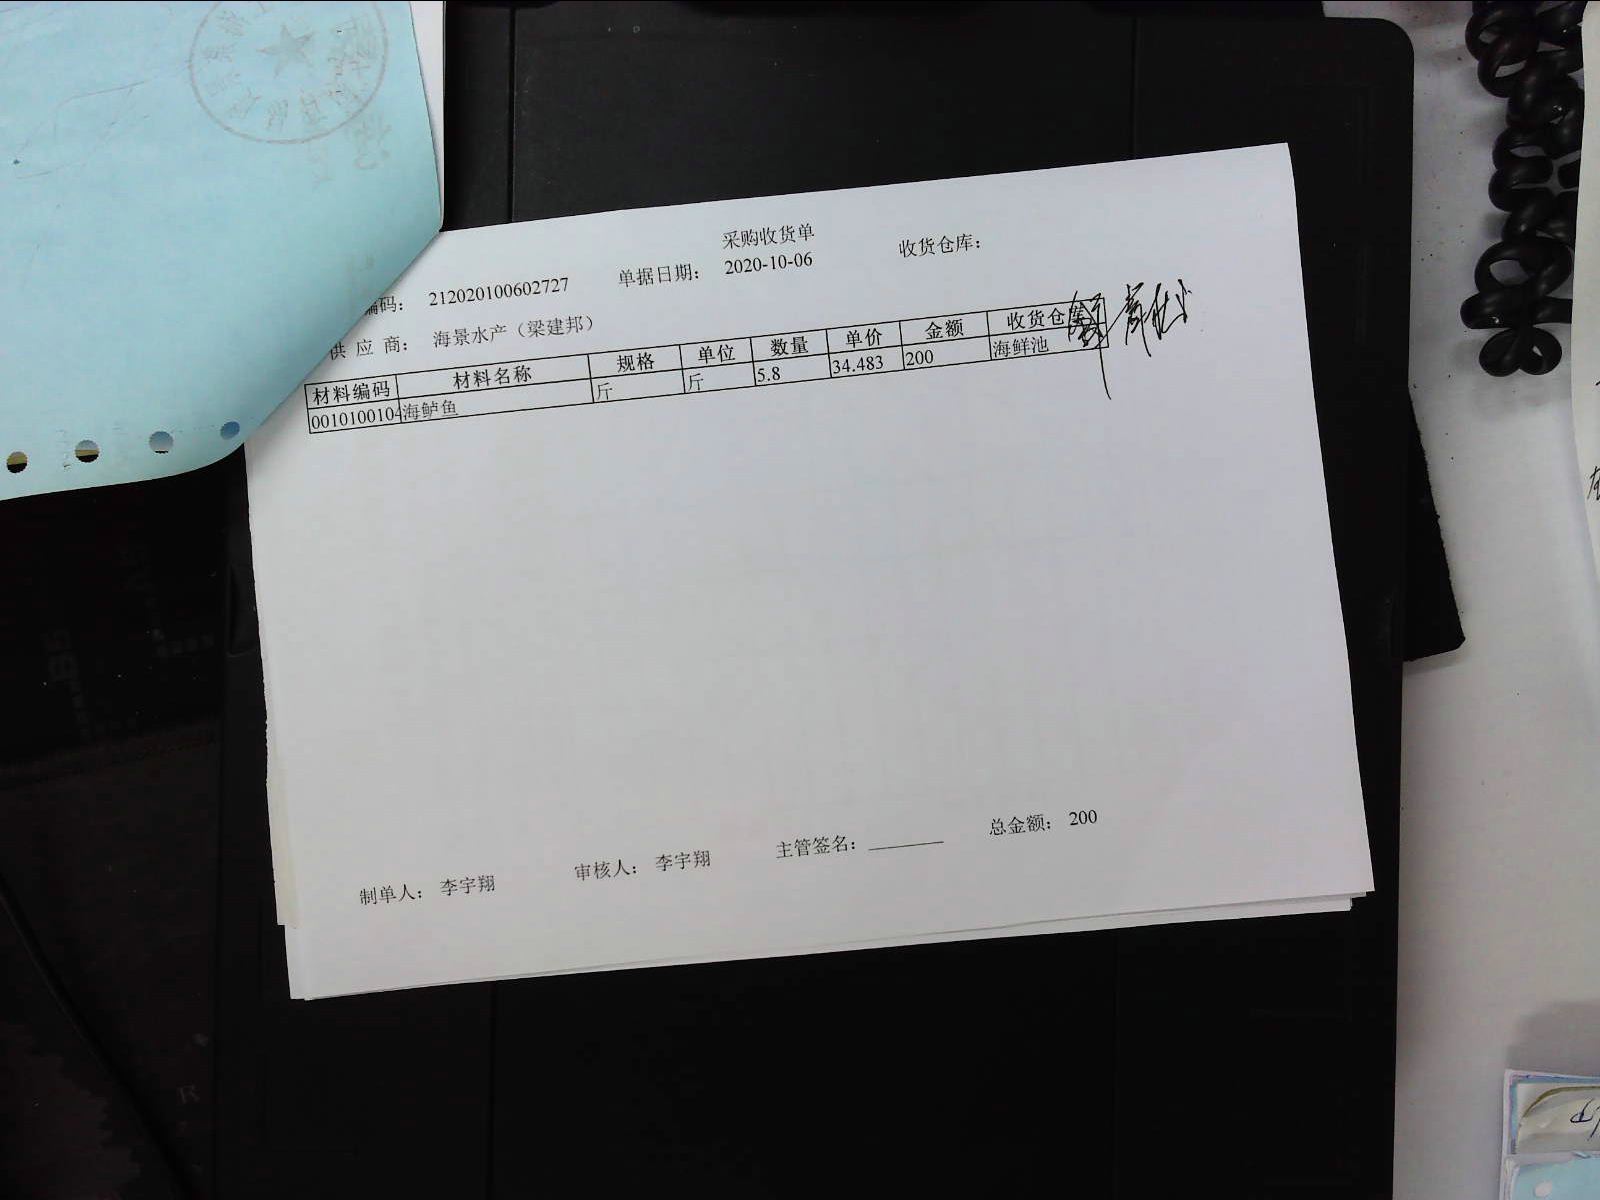 采购收货单
编码： 212020100602727 单据日期： 2020-10-06 收货仓库：
供 应 商： 海景水产（梁建邦）
材料编码 材料名称 规格 单位 数量 单价 金额 收货仓库
0010100104 海鲈鱼 斤 斤 5.8 34.483 200 海鲜池
制单人： 李宇翔 审核人： 李宇翔 主管签名： 总金额： 200